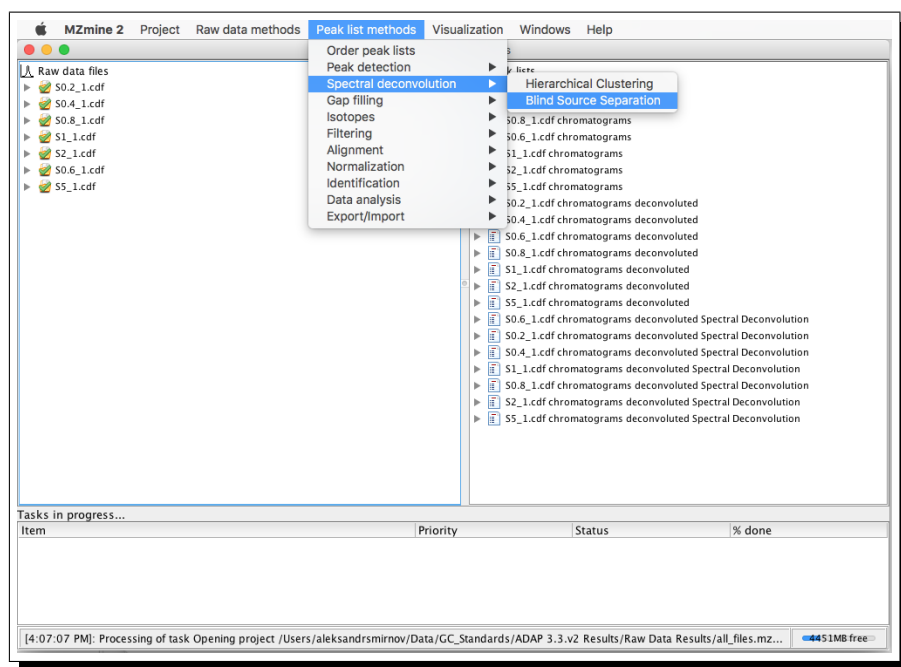 MZmine 2 Project Raw data methods Peak list methods Visualization Windows Help
Order peak lists
Peak detection
Spectral deconvolution
Gap filling
Isotopes
Filtering
Alignment
Normalization
Identification
Data analysis
Export/Import
Hierarchical Clustering
Blind Source Separation
Raw data files
S0.2_1.cdf
S0.4_1.cdf
S0.8_1.cdf
S1_1.cdf
S2_1.cdf
S0.6_1.cdf
S5_1.cdf
lists
S0.8_1.cdf chromatograms
S0.6_1.cdf chromatograms
S1_1.cdf chromatograms
S2_1.cdf chromatograms
S5_1.cdf chromatograms
S0.2_1.cdf chromatograms deconvoluted
S0.4_1.cdf chromatograms deconvoluted
S0.6_1.cdf chromatograms deconvoluted
S0.8_1.cdf chromatograms deconvoluted
S1_1.cdf chromatograms deconvoluted
S2_1.cdf chromatograms deconvoluted
S5_1.cdf chromatograms deconvoluted
S0.6_1.cdf chromatograms deconvoluted Spectral Deconvolution
S0.2_1.cdf chromatograms deconvoluted Spectral Deconvolution
S0.4_1.cdf chromatograms deconvoluted Spectral Deconvolution
S1_1.cdf chromatograms deconvoluted Spectral Deconvolution
S0.8_1.cdf chromatograms deconvoluted Spectral Deconvolution
S2_1.cdf chromatograms deconvoluted Spectral Deconvolution
S5_1.cdf chromatograms deconvoluted Spectral Deconvolution
Tasks in progress...
Item Priority Status % done
[4:07:07 PM]: Processing of task Opening project /Users/aleksandrsmirnov/Data/GC_Standards/ADAP 3.3.v2 Results/Raw Data Results/all_files.mz... 4451MB free